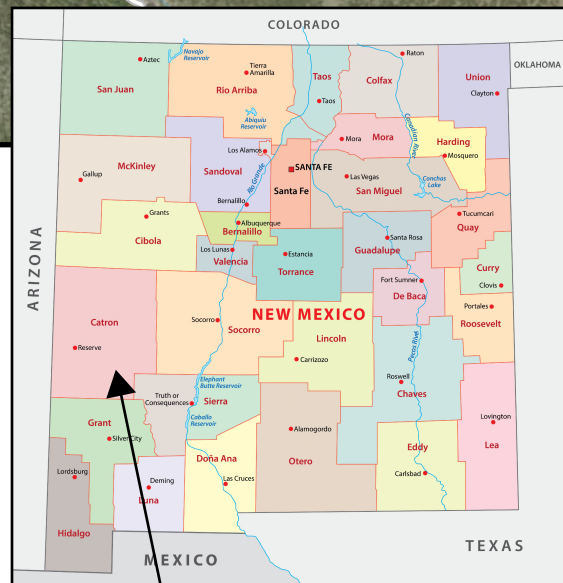 COLORADO
OKLAHOMA
ARIZONA
TEXAS
MEXICO
NEW MEXICO
San Juan
Aztec
Navajo
Reservoir
Rio Arriba
Tierra
Amarilla
Abiquiu
Reservoir
Taos
Taos
Colfax
Raton
Union
Clayton
Canadian River
Mora
Mora
Harding
Mosquero
McKinley
Gallup
Sandoval
Los Alamos
Rio Grande
Bernalillo
SANTA FE
Santa Fe
Las Vegas
San Miguel
Conchas
Lake
Tucumcari
Quay
Grants
Cibola
Albuquerque
Bernalillo
Los Lunas
Valencia
Estancia
Torrance
Santa Rosa
Guadalupe
Curry
Clovis
Fort Sumner
De Baca
Portales
Roosevelt
Catron
Reserve
Socorro
Socorro
Lincoln
Carrizozo
Pecos River
Roswell
Chaves
Elephant
Butte Reservoir
Truth or
Consequences
Sierra
Caballo
Reservoir
Grant
Silver City
Alamogordo
Otero
Lovington
Lea
Eddy
Carlsbad
Doña Ana
Las Cruces
Lordsburg
Deming
Luna
Hidalgo